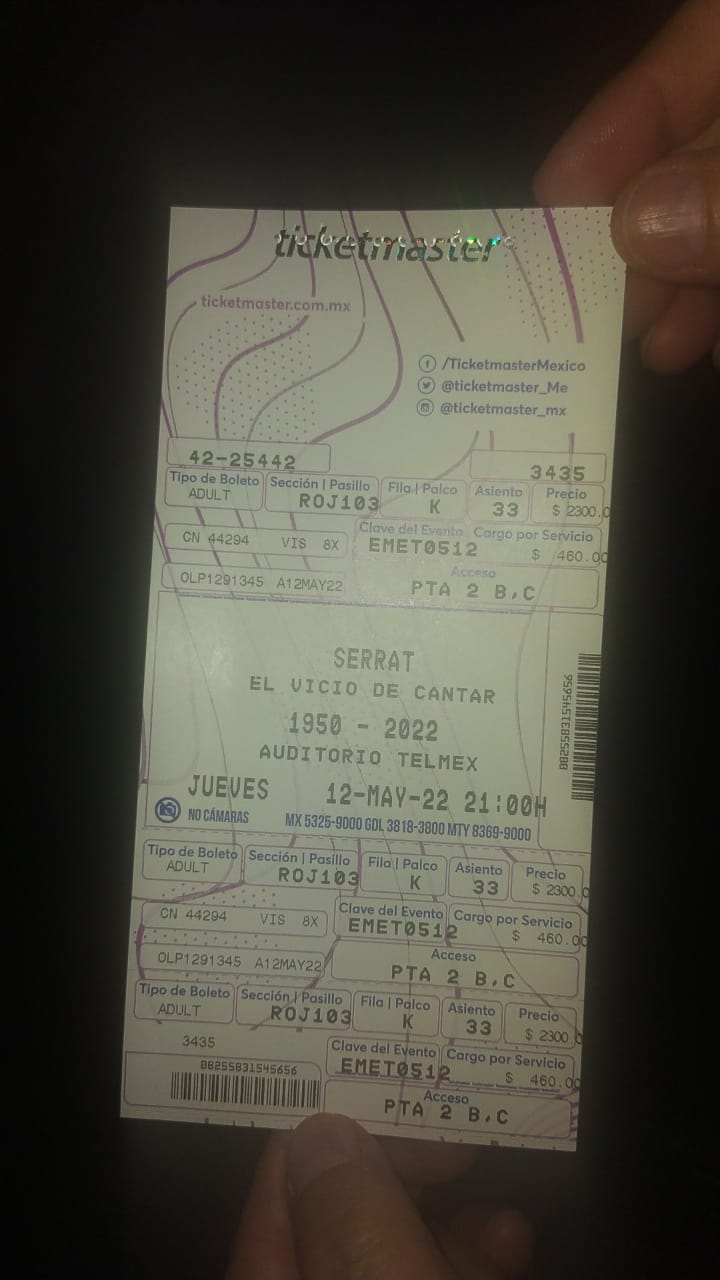 ticketmaster
ticketmaster.com.mx
/TicketmasterMexico
@ticketmaster_Me
@ticketmaster_mx
42-25442 3435
Tipo de Boleto Sección | Pasillo Fila | Palco Asiento Precio
ADULT ROJ103 K 33 $ 2300.0
Clave del Evento Cargo por Servicio
CN 44294 VIS 8X EMET0512 $ 460.00
Acceso
OLP1291345 A12MAY22 PTA 2 B,C
SERRAT
EL VICIO DE CANTAR
1950 - 2022
AUDITORIO TELMEX
JUEVES 12-MAY-22 21:00H
NO CÁMARAS MX 5325-9000 GDL 3818-3800 MTY 8369-9000
88255831545656
Tipo de Boleto Sección | Pasillo Fila | Palco Asiento Precio
ADULT ROJ103 K 33 $ 2300.0
Clave del Evento Cargo por Servicio
CN 44294 VIS 8X EMET0512 $ 460.00
Acceso
OLP1291345 A12MAY22 PTA 2 B,C
Tipo de Boleto Sección | Pasillo Fila | Palco Asiento Precio
ADULT ROJ103 K 33 $ 2300
3435 Clave del Evento Cargo por Servicio
88255831545656 EMET0512 $ 460.00
Acceso
PTA 2 B,C